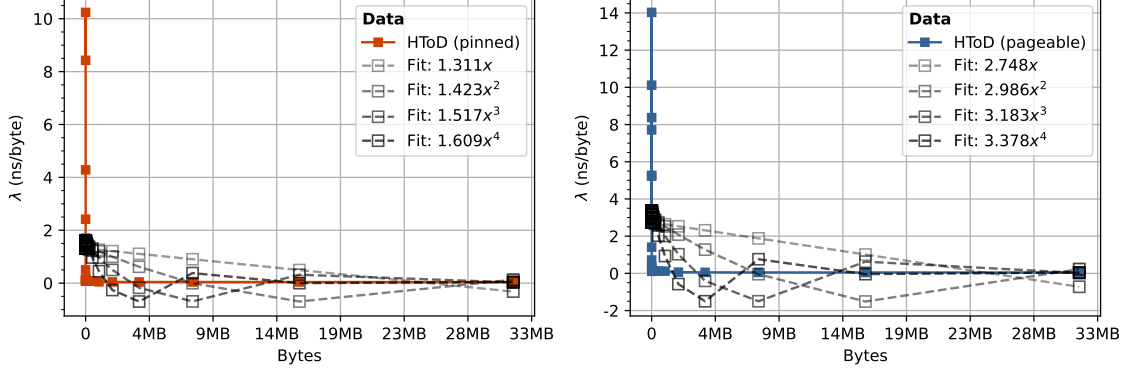 10
8
6
4
2
0
λ (ns/byte)
0 4MB 9MB 14MB 19MB 23MB 28MB 33MB
Bytes
Data
HToD (pinned)
Fit: 1.311x
Fit: 1.423x²
Fit: 1.517x³
Fit: 1.609x⁴
14
12
10
8
6
4
2
0
-2
λ (ns/byte)
0 4MB 9MB 14MB 19MB 23MB 28MB 33MB
Bytes
Data
HToD (pageable)
Fit: 2.748x
Fit: 2.986x²
Fit: 3.183x³
Fit: 3.378x⁴